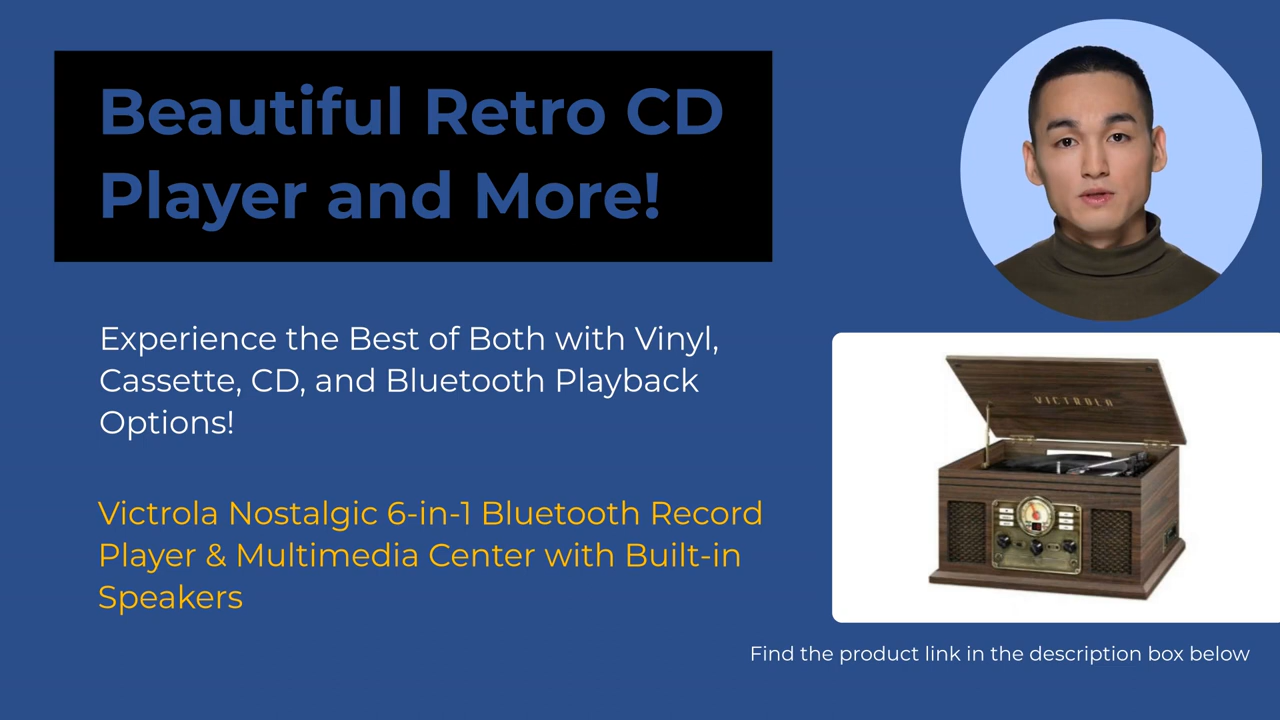 Beautiful Retro CD
Player and More!
Experience the Best of Both with Vinyl,
Cassette, CD, and Bluetooth Playback
Options!
Victrola Nostalgic 6-in-1 Bluetooth Record
Player & Multimedia Center with Built-in
Speakers
VICTROLA
Find the product link in the description box below